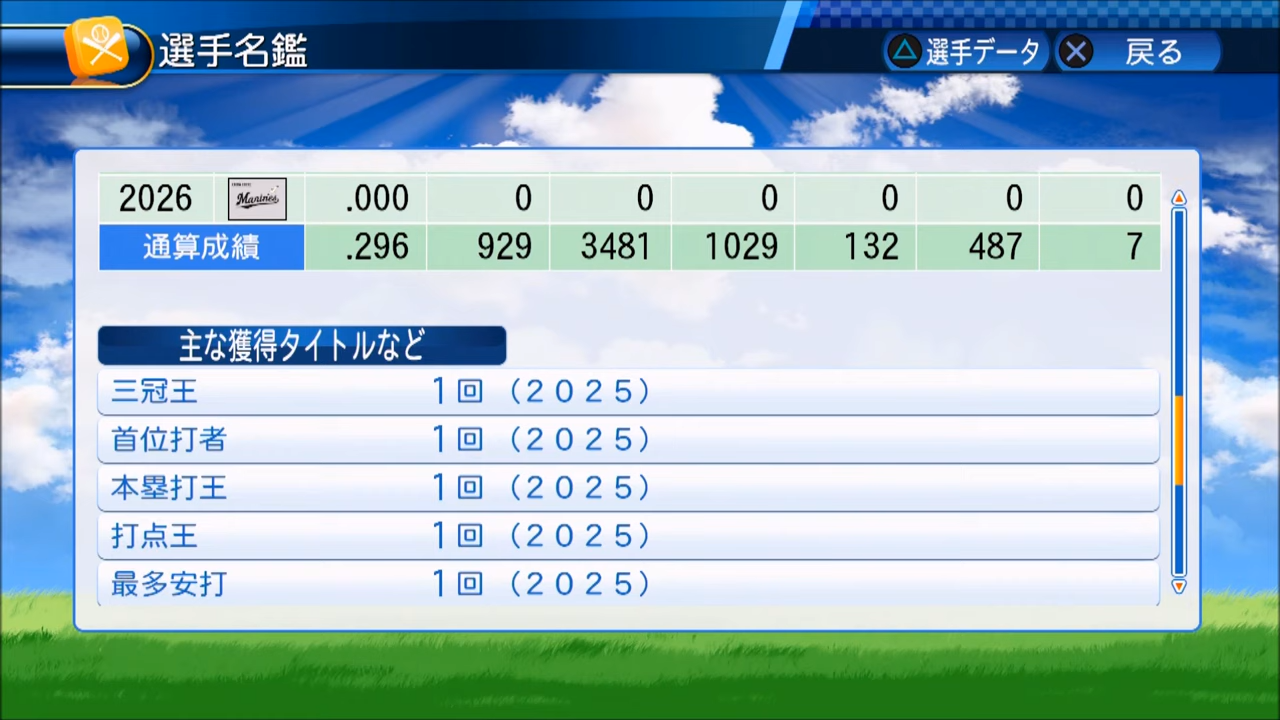 選手名鑑 選手データ 戻る
2026 Marines .000 0 0 0 0 0 0
通算成績 .296 929 3481 1029 132 487 7
主な獲得タイトルなど
三冠王 1回 (2025)
首位打者 1回 (2025)
本塁打王 1回 (2025)
打点王 1回 (2025)
最多安打 1回 (2025)